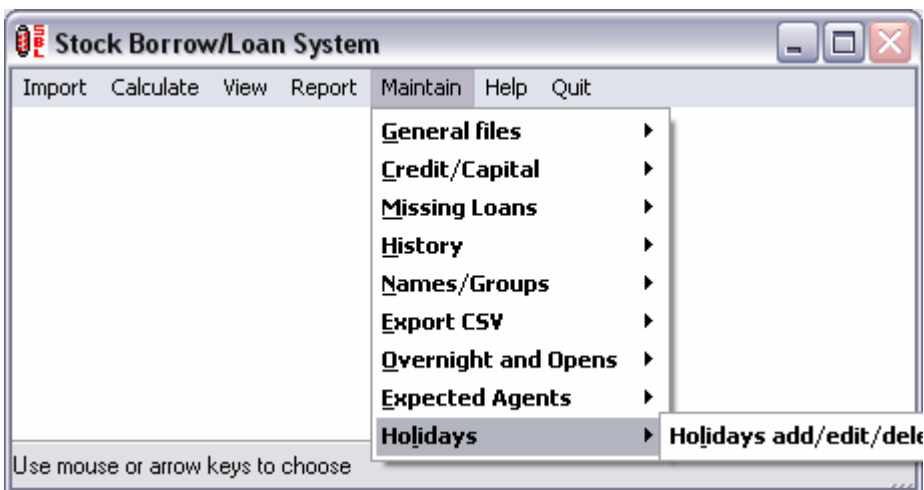 SBL Stock Borrow/Loan System
Import Calculate View Report Maintain Help Quit
General files
Credit/Capital
Missing Loans
History
Names/Groups
Export CSV
Overnight and Opens
Expected Agents
Holidays Holidays add/edit/dele
Use mouse or arrow keys to choose